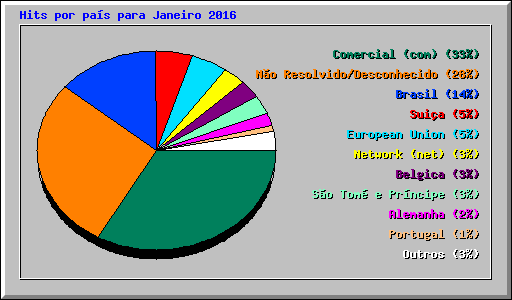 Hits por país para Janeiro 2016
Comercial (com) (33%)
Não Resolvido/Desconhecido (28%)
Brasil (14%)
Suiça (5%)
European Union (5%)
Network (net) (3%)
Belgica (3%)
São Tomé e Príncipe (3%)
Alemanha (2%)
Portugal (1%)
Outros (3%)